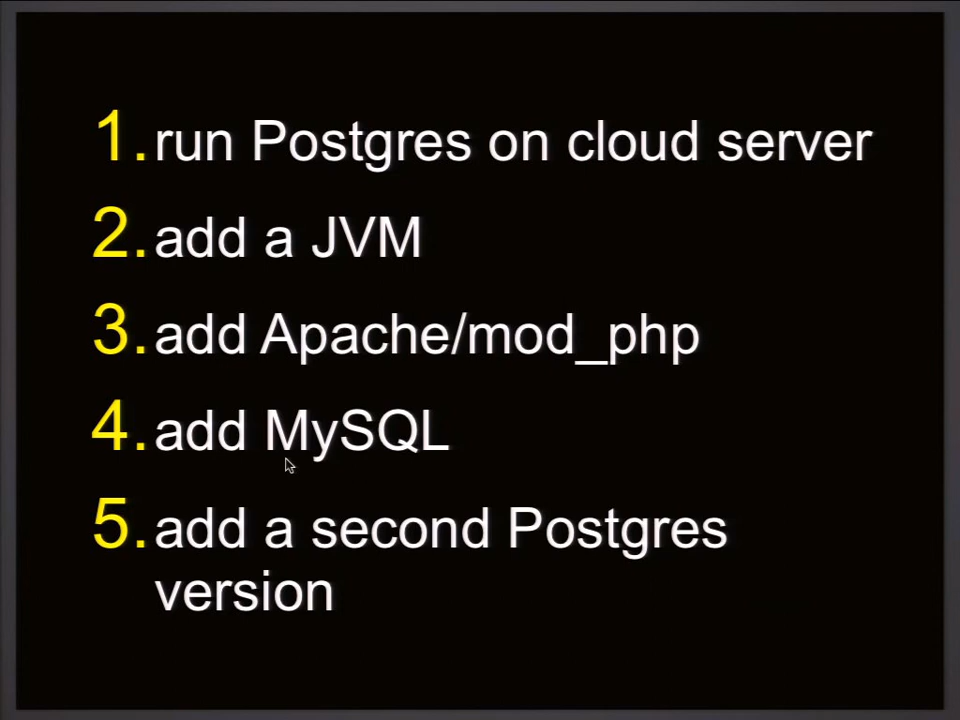 1. run Postgres on cloud server
2. add a JVM
3. add Apache/mod_php
4. add MySQL
5. add a second Postgres
version